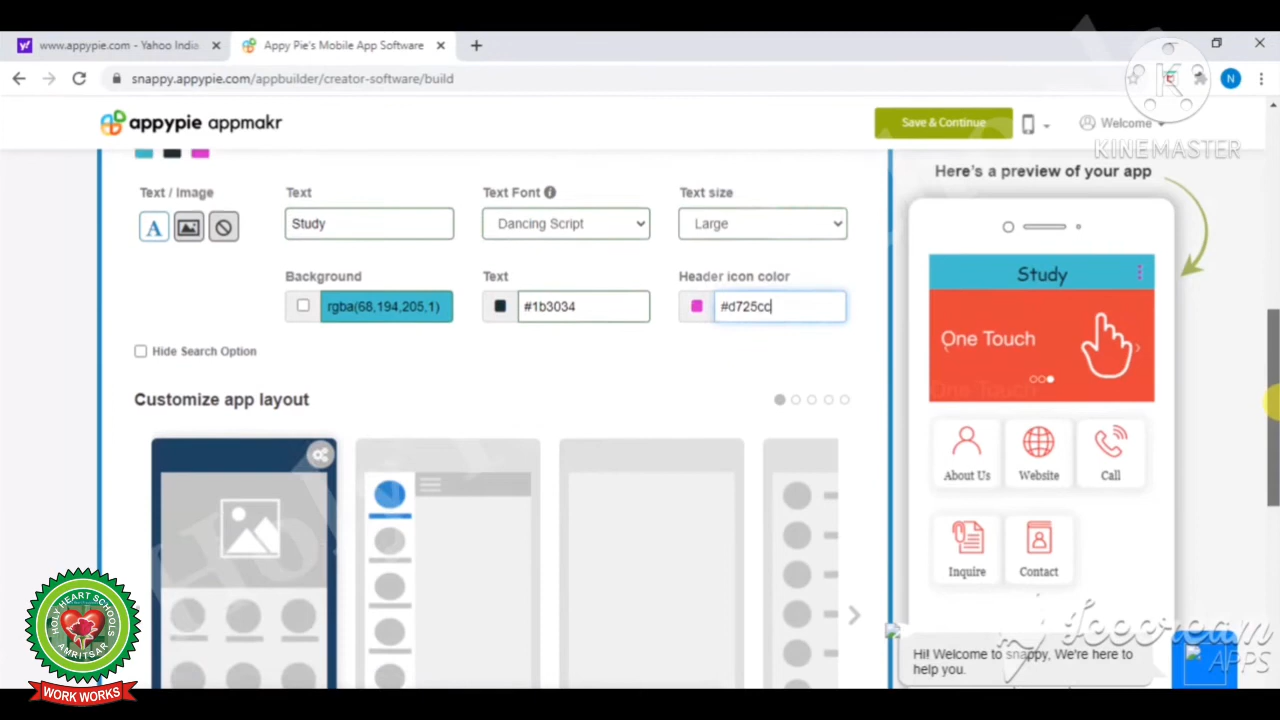 www.appypie.com - Yahoo India
Appy Pie's Mobile App Software
snappy.appypie.com/appbuilder/creator-software/build
N
K
KINEMASTER
appypie appmakr
Save & Continue
Welcome
Here's a preview of your app
Text / Image
Text
Text Font
Text size
A
Study
Dancing Script
Large
Background
Text
Header icon color
rgba(68,194,205,1)
#1b3034
#d725cc
Hide Search Option
Customize app layout
Study
One Touch
One Touch
About Us
Website
Call
Inquire
Contact
Hi! Welcome to snappy, We're here to
help you.
Icecream
APPS
HOLY HEART SCHOOLS
AMRITSAR
WORK WORKS